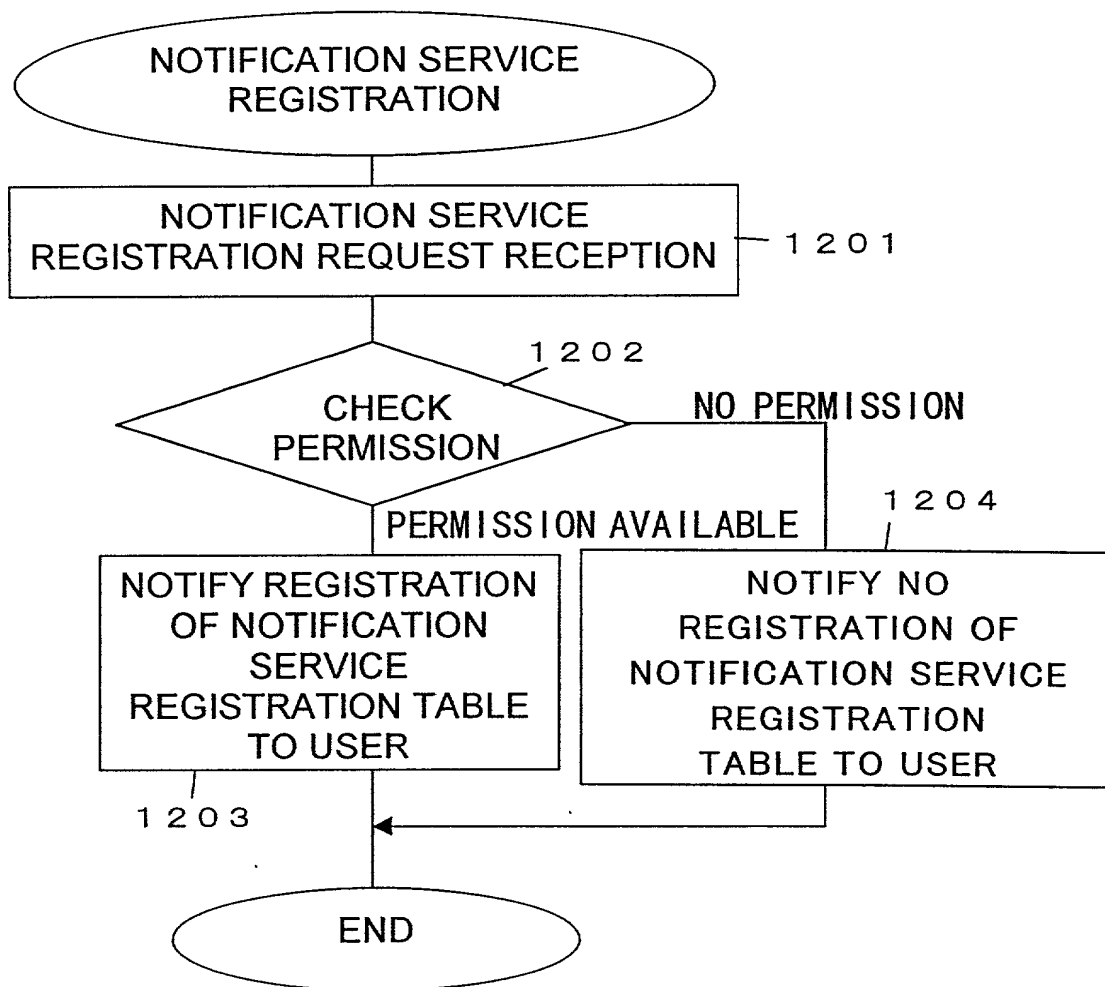 NOTIFICATION SERVICE
REGISTRATION
NOTIFICATION SERVICE
REGISTRATION REQUEST RECEPTION
1201
1202
CHECK
PERMISSION
NO PERMISSION
1204
PERMISSION AVAILABLE
NOTIFY REGISTRATION
OF NOTIFICATION
SERVICE
REGISTRATION TABLE
TO USER
NOTIFY NO
REGISTRATION OF
NOTIFICATION SERVICE
REGISTRATION
TABLE TO USER
1203
END